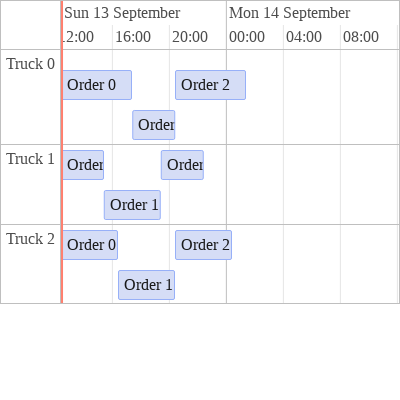 Sun 13 September Mon 14 September
12:00 16:00 20:00 00:00 04:00 08:00
Truck 0
Order 0 Order 2
Order
Truck 1
Order Order
Order 1
Truck 2
Order 0 Order 2
Order 1